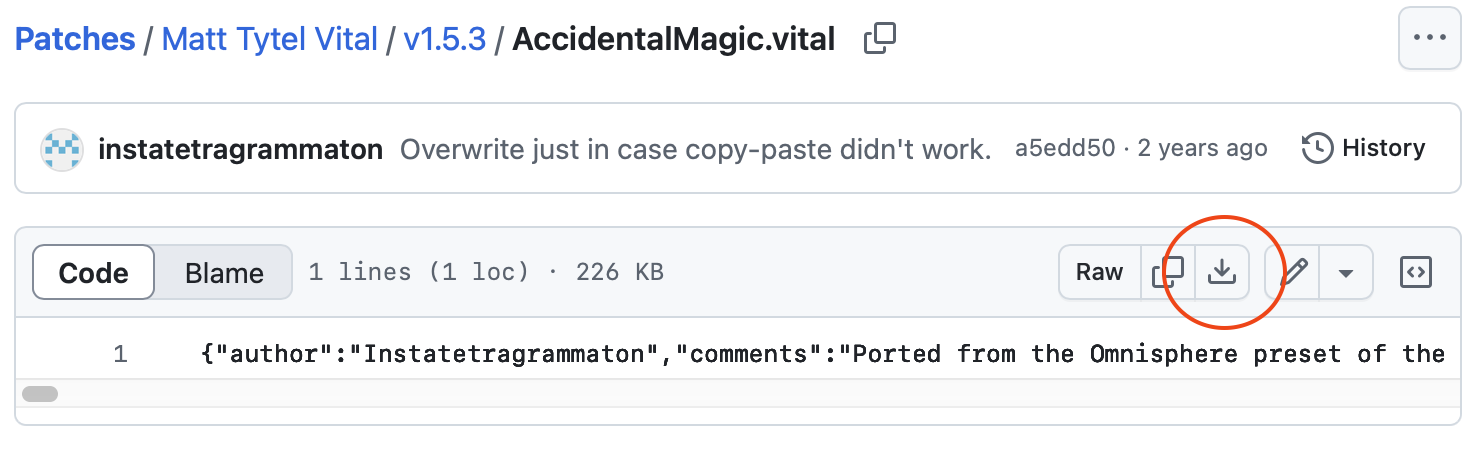 Patches / Matt Tytel Vital / v1.5.3 / AccidentalMagic.vital
instatetragrammaton Overwrite just in case copy-paste didn't work. a5edd50 · 2 years ago History
Code Blame 1 lines (1 loc) · 226 KB Raw
1 {"author":"Instatetragrammaton","comments":"Ported from the Omnisphere preset of the